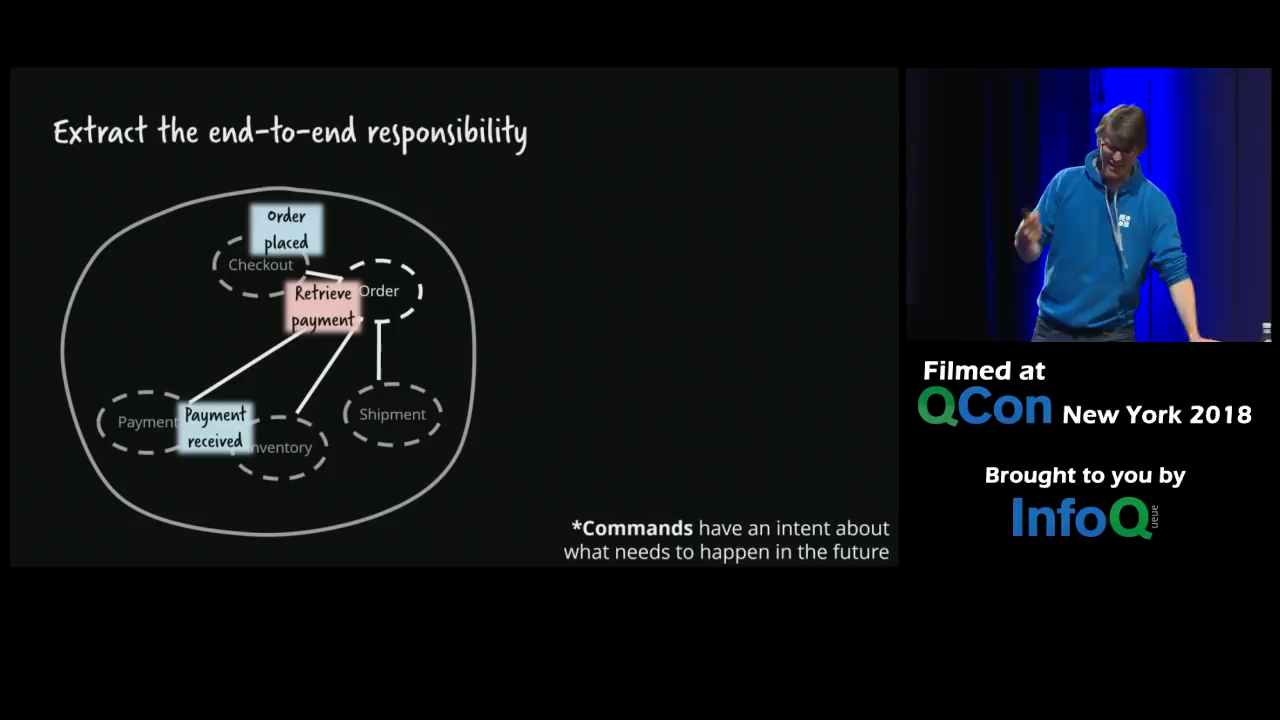 Extract the end-to-end responsibility
Order
placed
Checkout
Retrieve
payment
Order
Payment
Payment
received
Inventory
Shipment
*Commands have an intent about
what needs to happen in the future
Filmed at
QCon New York 2018
Brought to you by
InfoQ
ueue